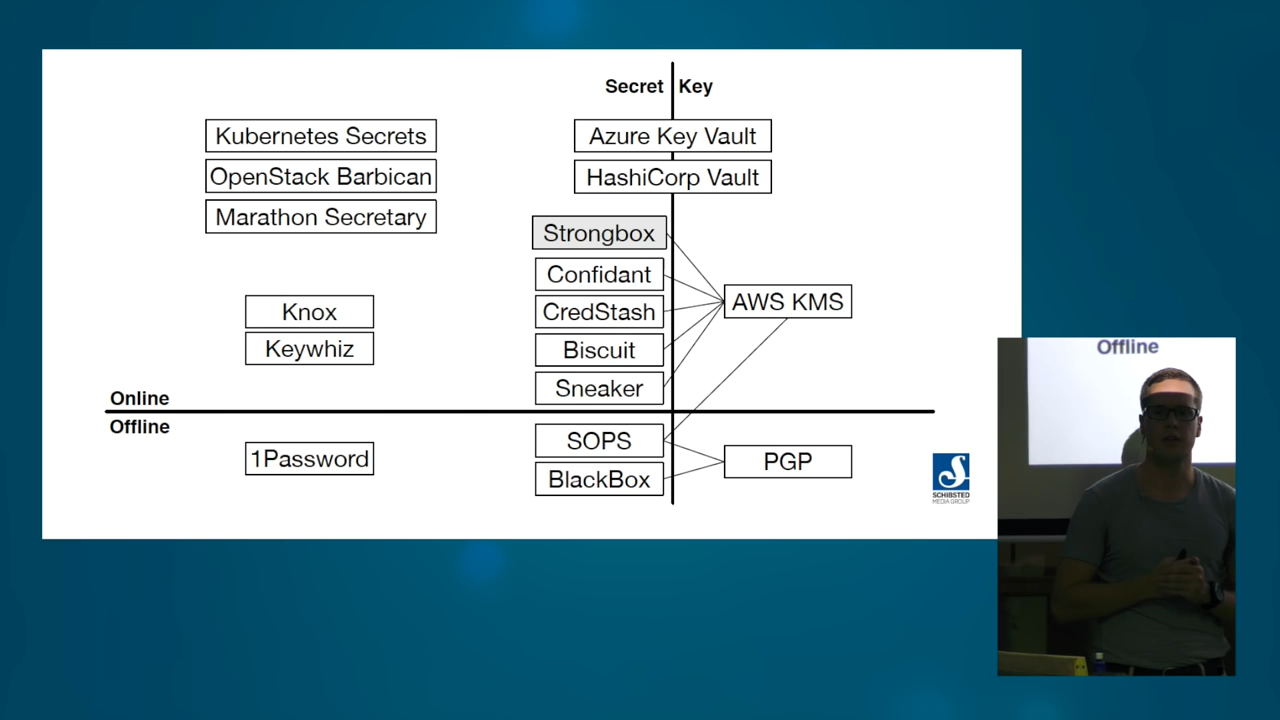 Secret Key
Kubernetes Secrets
OpenStack Barbican
Marathon Secretary
Azure Key Vault
HashiCorp Vault
Strongbox
Confidant
CredStash
Biscuit
Sneaker
AWS KMS
Knox
Keywhiz
Online
Offline
1Password
SOPS
BlackBox
PGP
SCHIBSTED
MEDIA GROUP
Offline